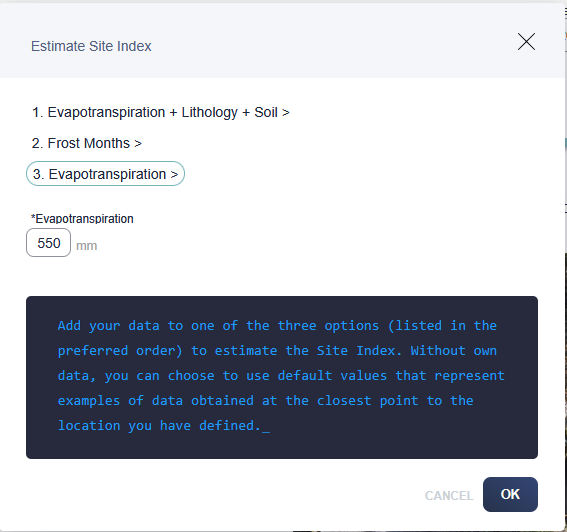 Estimate Site Index
1. Evapotranspiration + Lithology + Soil >
2. Frost Months >
3. Evapotranspiration >
*Evapotranspiration
550 mm
Add your data to one of the three options (listed in the
preferred order) to estimate the Site Index. Without own
data, you can choose to use default values that represent
examples of data obtained at the closest point to the
location you have defined._
CANCEL OK